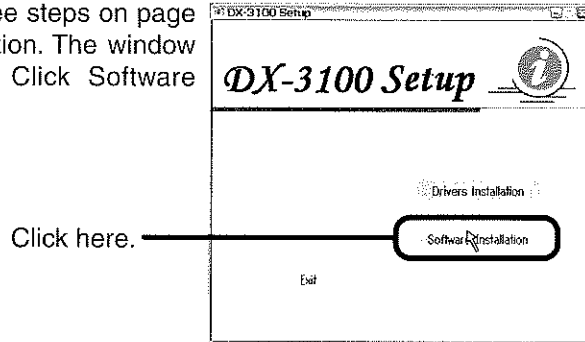 ee steps on page
tion. The window
Click Software
DX-3100 Setup
DX-3100 Setup
Drivers Installation
Software Installation
Click here.
Exit